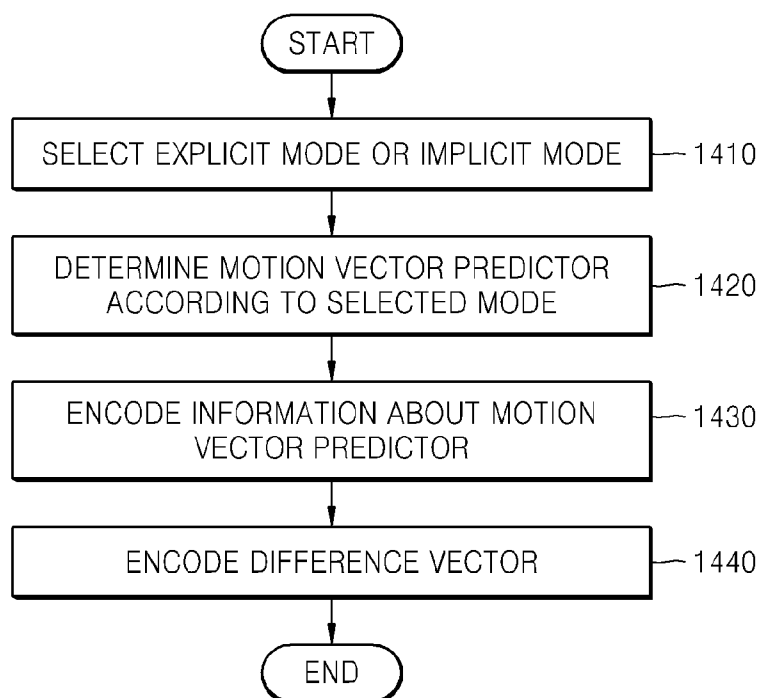 START
SELECT EXPLICIT MODE OR IMPLICIT MODE
1410
DETERMINE MOTION VECTOR PREDICTOR
ACCORDING TO SELECTED MODE
1420
ENCODE INFORMATION ABOUT MOTION
VECTOR PREDICTOR
1430
ENCODE DIFFERENCE VECTOR
1440
END